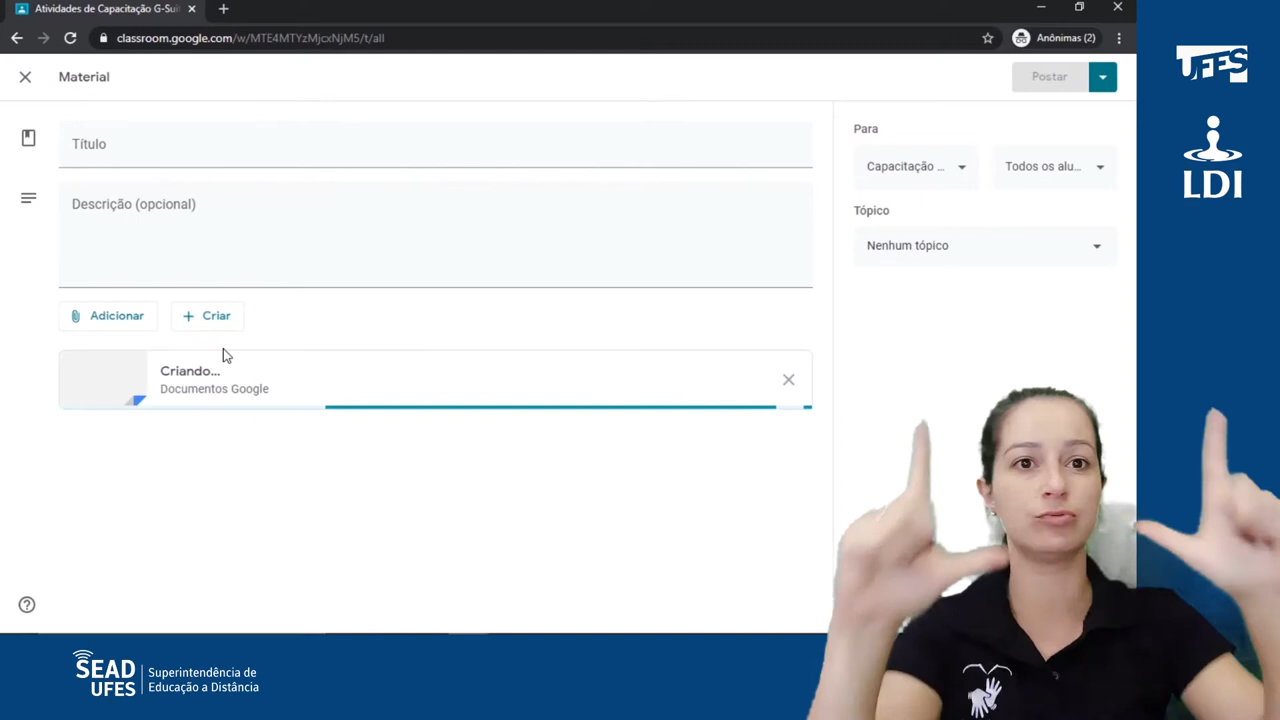 Atividades de Capacitação G-Sui
classroom.google.com/w/MTE4MTYzMjcxNjM5/t/all
Anônimas (2)
Material
Postar
Título
Descrição (opcional)
Adicionar
Criar
Criando...
Documentos Google
Para
Capacitação ...
Todos os alu...
Tópico
Nenhum tópico
UFES
LDI
SEAD
UFES
Superintendência de
Educação a Distância